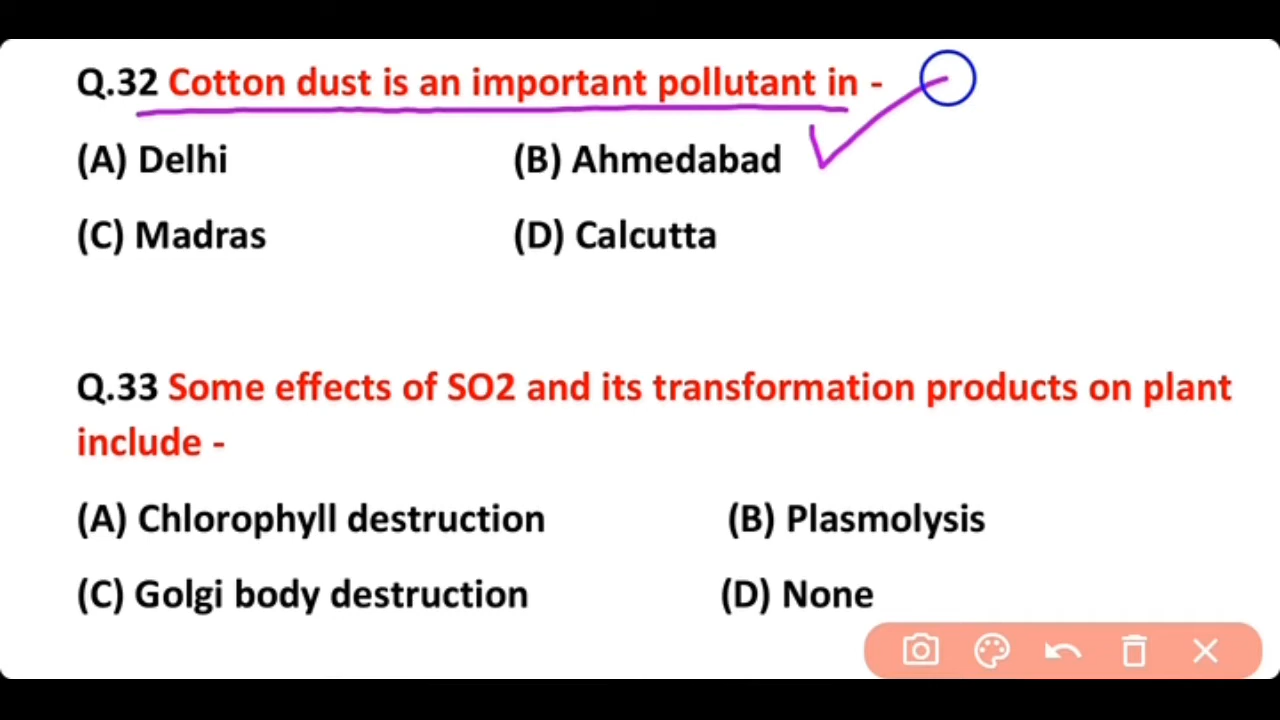 Q.32 Cotton dust is an important pollutant in -
(A) Delhi (B) Ahmedabad
(C) Madras (D) Calcutta
Q.33 Some effects of SO2 and its transformation products on plant
include -
(A) Chlorophyll destruction (B) Plasmolysis
(C) Golgi body destruction (D) None